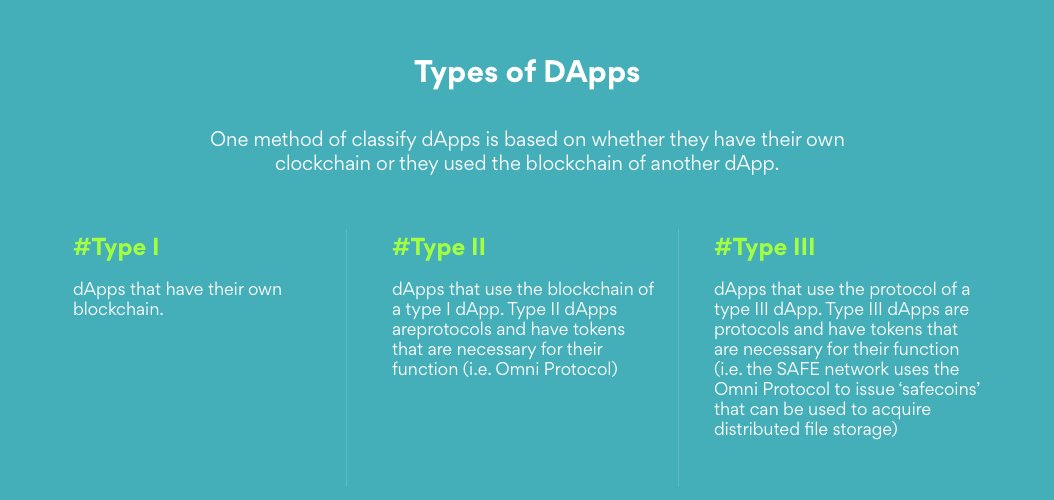 Types of DApps
One method of classify dApps is based on whether they have their own
clockchain or they used the blockchain of another dApp.
#Type I
dApps that have their own
blockchain.
#Type II
dApps that use the blockchain of
a type I dApp. Type II dApps
areprotocols and have tokens
that are necessary for their
function (i.e. Omni Protocol)
#Type III
dApps that use the protocol of a
type III dApp. Type III dApps are
protocols and have tokens that
are necessary for their function
(i.e. the SAFE network uses the
Omni Protocol to issue ‘safecoins’
that can be used to acquire
distributed file storage)